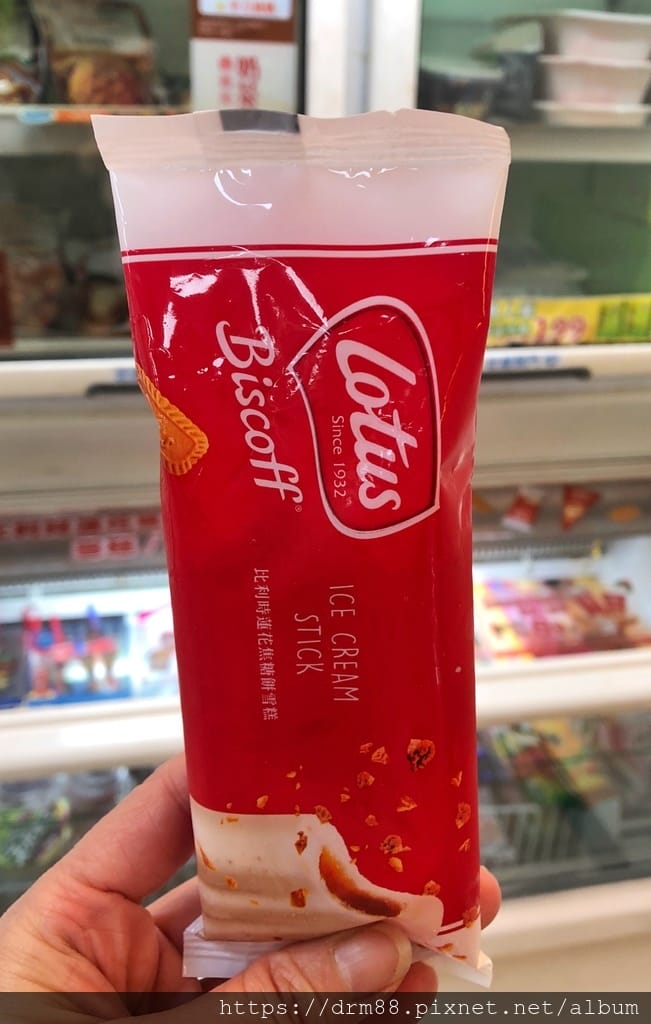 Lotus
Since 1932
Biscoff®
ICE CREAM
STICK
比利時蓮花焦糖餅雪糕
199
https://drm88.pixnet.net/album